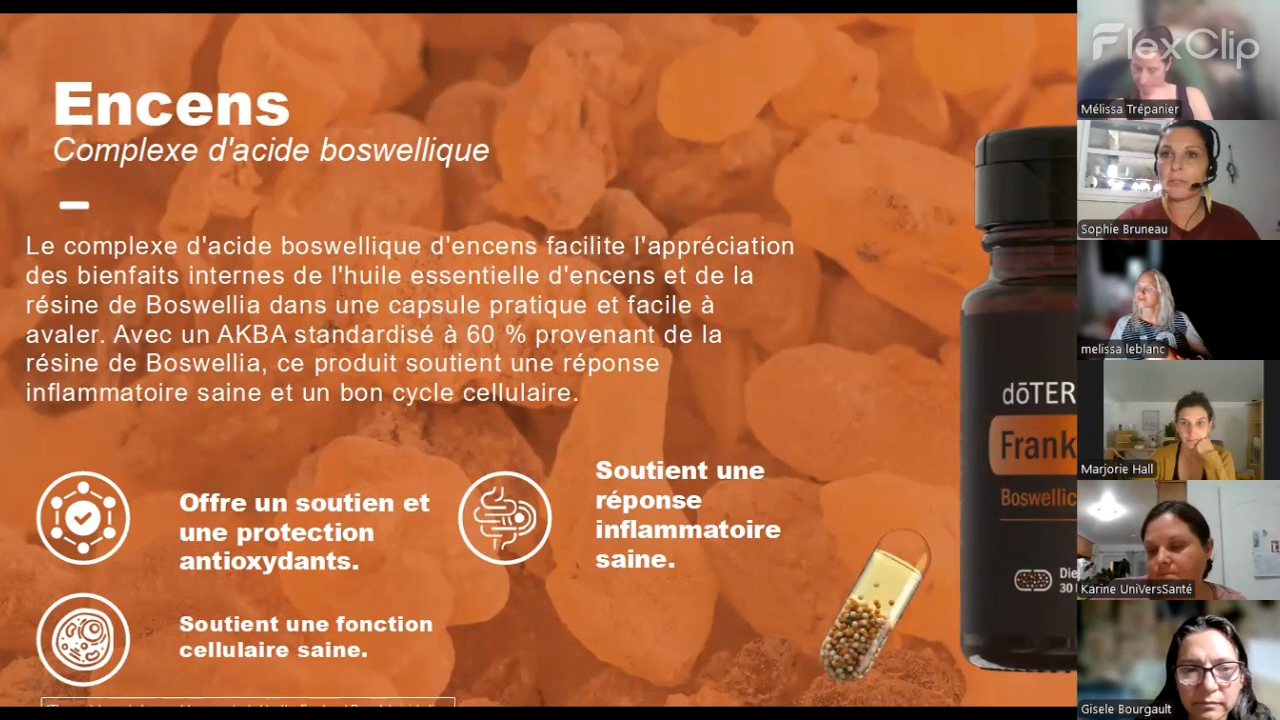 Encens
Complexe d'acide boswellique
Le complexe d'acide boswellique d'encens facilite l'appréciation
des bienfaits internes de l'huile essentielle d'encens et de la
résine de Boswellia dans une capsule pratique et facile à
avaler. Avec un AKBA standardisé à 60 % provenant de la
résine de Boswellia, ce produit soutient une réponse
inflammatoire saine et un bon cycle cellulaire.
Offre un soutien et
une protection
antioxydants.
Soutient une
réponse
inflammatoire
saine.
Soutient une fonction
cellulaire saine.
dōTER
Frank
Boswellic
Die
30
FlexClip
Mélissa Trépanier
Sophie Bruneau
melissa leblanc
Marjorie Hall
Karine UniVersSanté
Gisele Bourgault